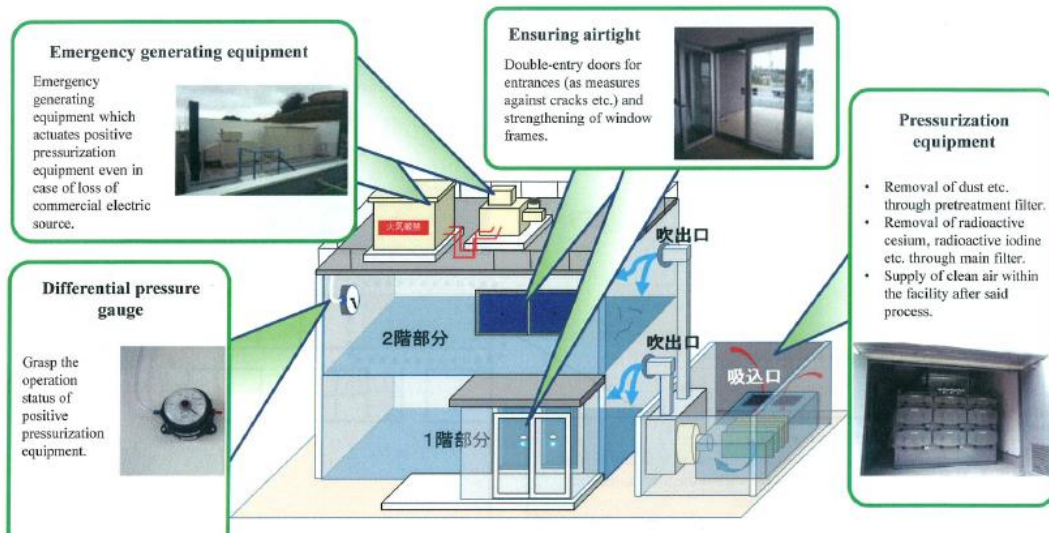 Emergency generating equipment
Emergency
generating
equipment which
actuates positive
pressurization
equipment even in
case of loss of
commercial electric
source.
Ensuring airtight
Double-entry doors for
entrances (as measures
against cracks etc.) and
strengthening of window
frames.
Pressurization
equipment
• Removal of dust etc.
through pretreatment filter.
• Removal of radioactive
cesium, radioactive iodine
etc. through main filter.
• Supply of clean air within
the facility after said
process.
Differential pressure
gauge
Grasp the
operation
status of
positive
pressurization
equipment.
火気厳禁
吹出口
2階部分
吹出口
吸込口
1階部分